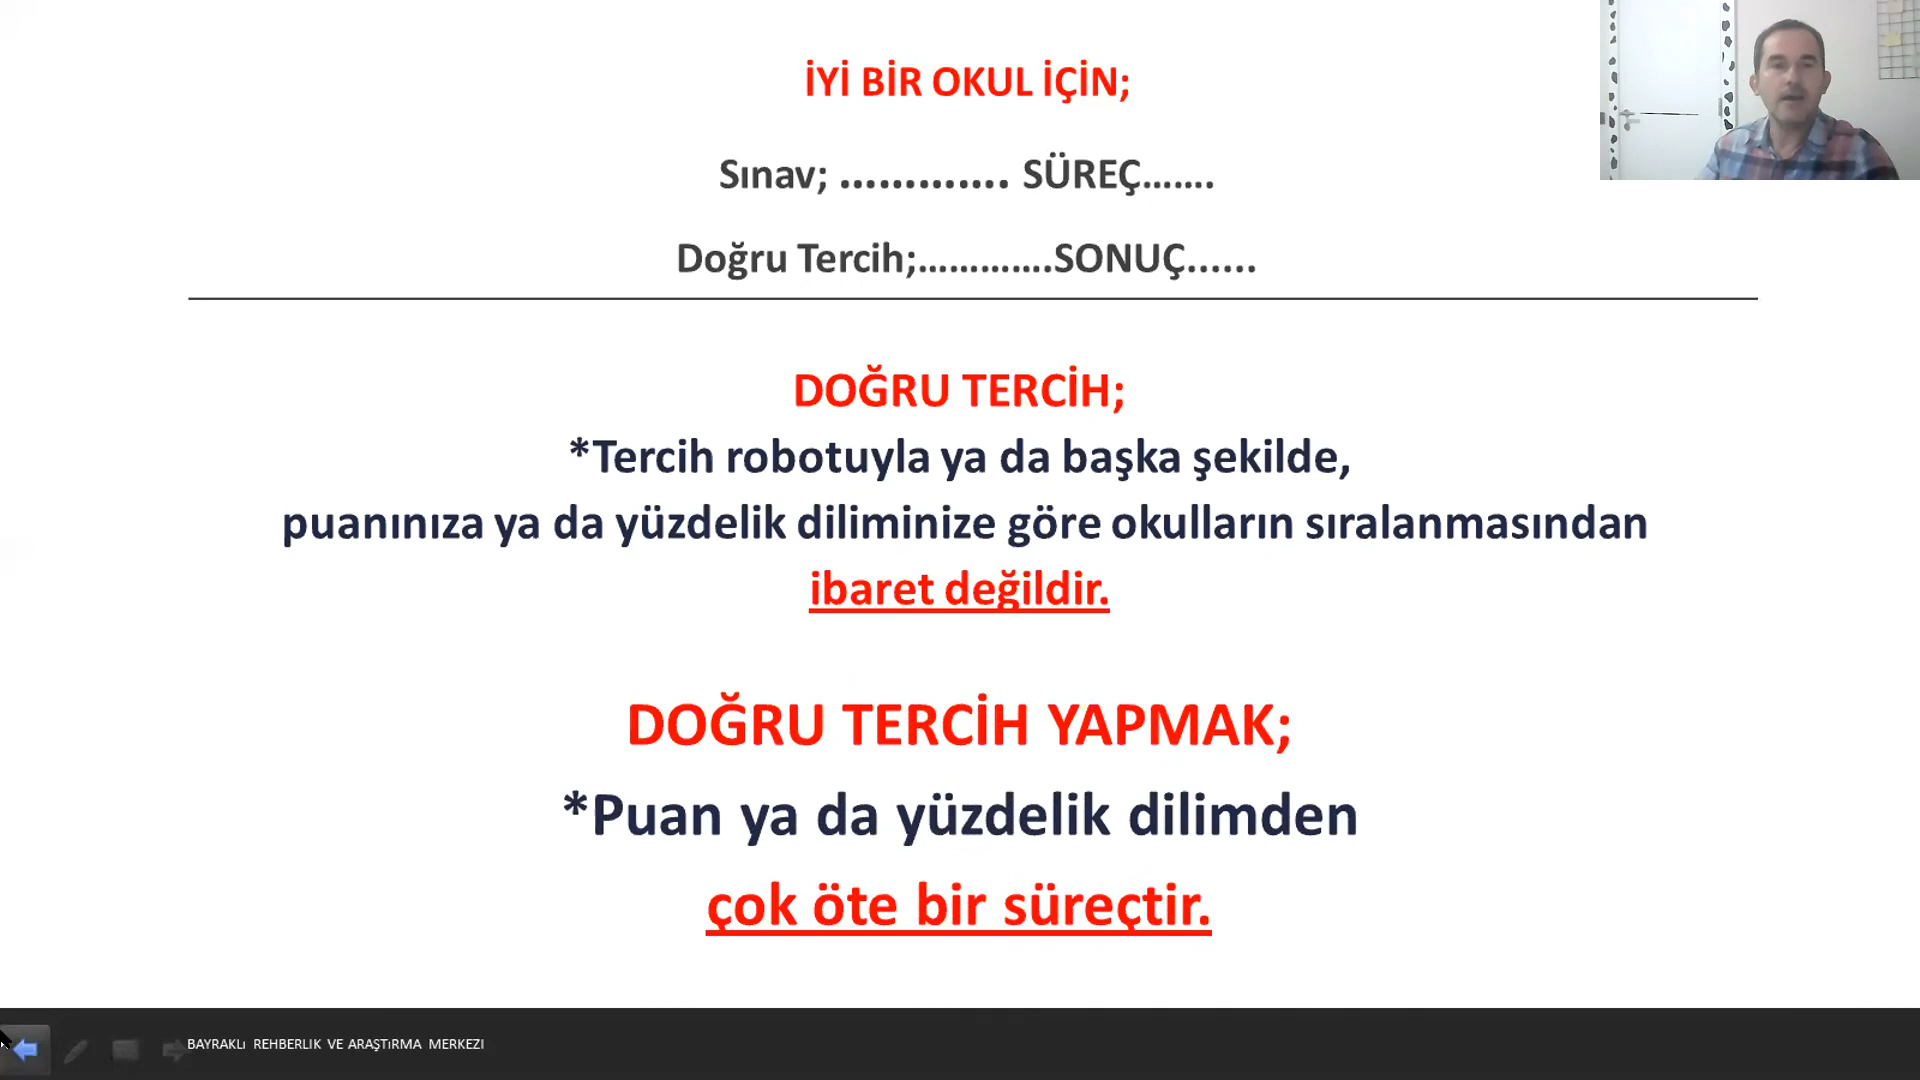 İYİ BİR OKUL İÇİN;
Sınav; ............. SÜREÇ.......
Doğru Tercih;.............SONUÇ......
DOĞRU TERCİH;
*Tercih robotuyla ya da başka şekilde,
puanınıza ya da yüzdelik diliminize göre okulların sıralanmasından
ibaret değildir.
DOĞRU TERCİH YAPMAK;
*Puan ya da yüzdelik dilimden
çok öte bir süreçtir.
BAYRAKLı REHBERLIK VE ARAŞTıRMA MERKEZI